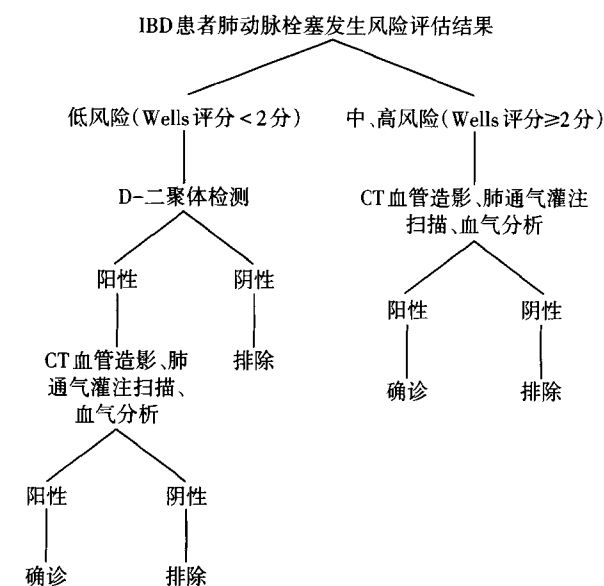 IBD患者肺动脉栓塞发生风险评估结果
低风险(Wells评分<2分)
中、高风险(Wells评分≥2分)
D-二聚体检测
CT血管造影、肺通气灌注
扫描、血气分析
阳性
阴性
阳性
阴性
CT血管造影、肺
通气灌注扫描、
血气分析
排除
确诊
排除
阳性
阴性
确诊
排除